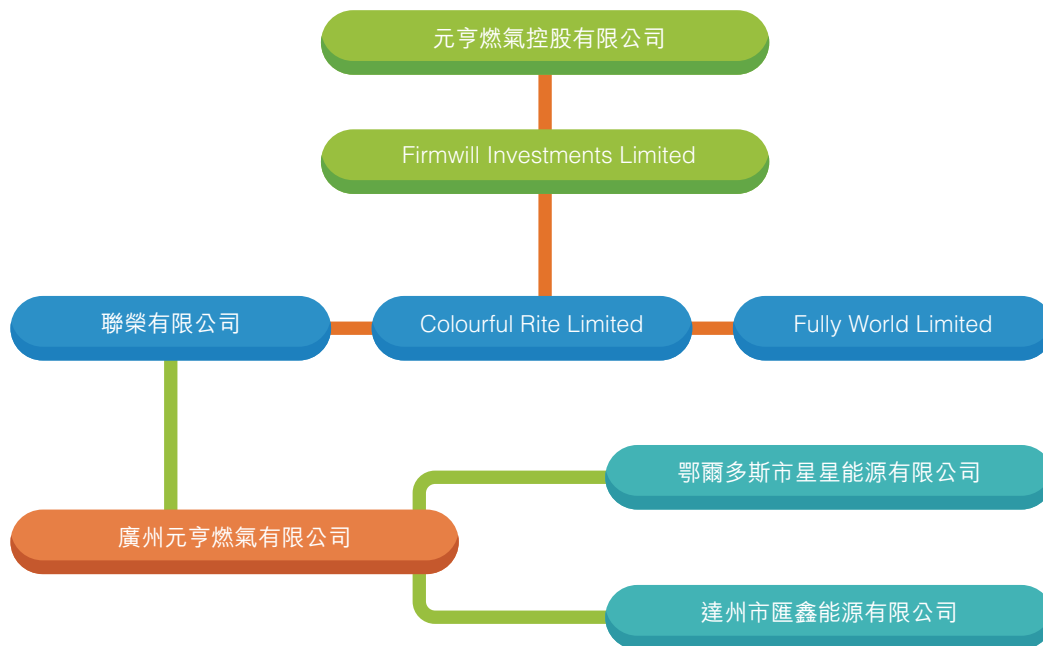 元亨燃氣控股有限公司
Firmwill Investments Limited
聯榮有限公司
Colourful Rite Limited
Fully World Limited
鄂爾多斯市星星能源有限公司
廣州元亨燃氣有限公司
達州市匯鑫能源有限公司